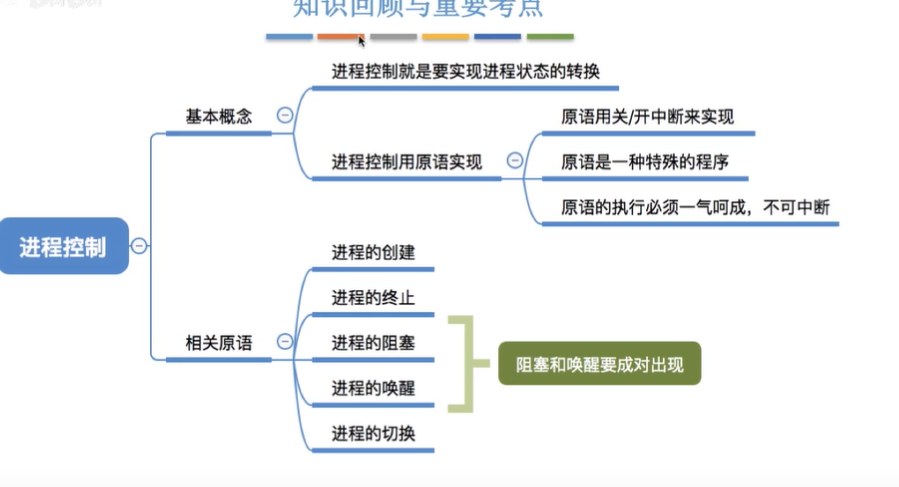 知识回顾与重要考点
进程控制就是要实现进程状态的转换
基本概念
原语用关/开中断来实现
进程控制用原语实现
原语是一种特殊的程序
原语的执行必须一气呵成，不可中断
进程控制
进程的创建
进程的终止
相关原语
进程的阻塞
阻塞和唤醒要成对出现
进程的唤醒
进程的切换